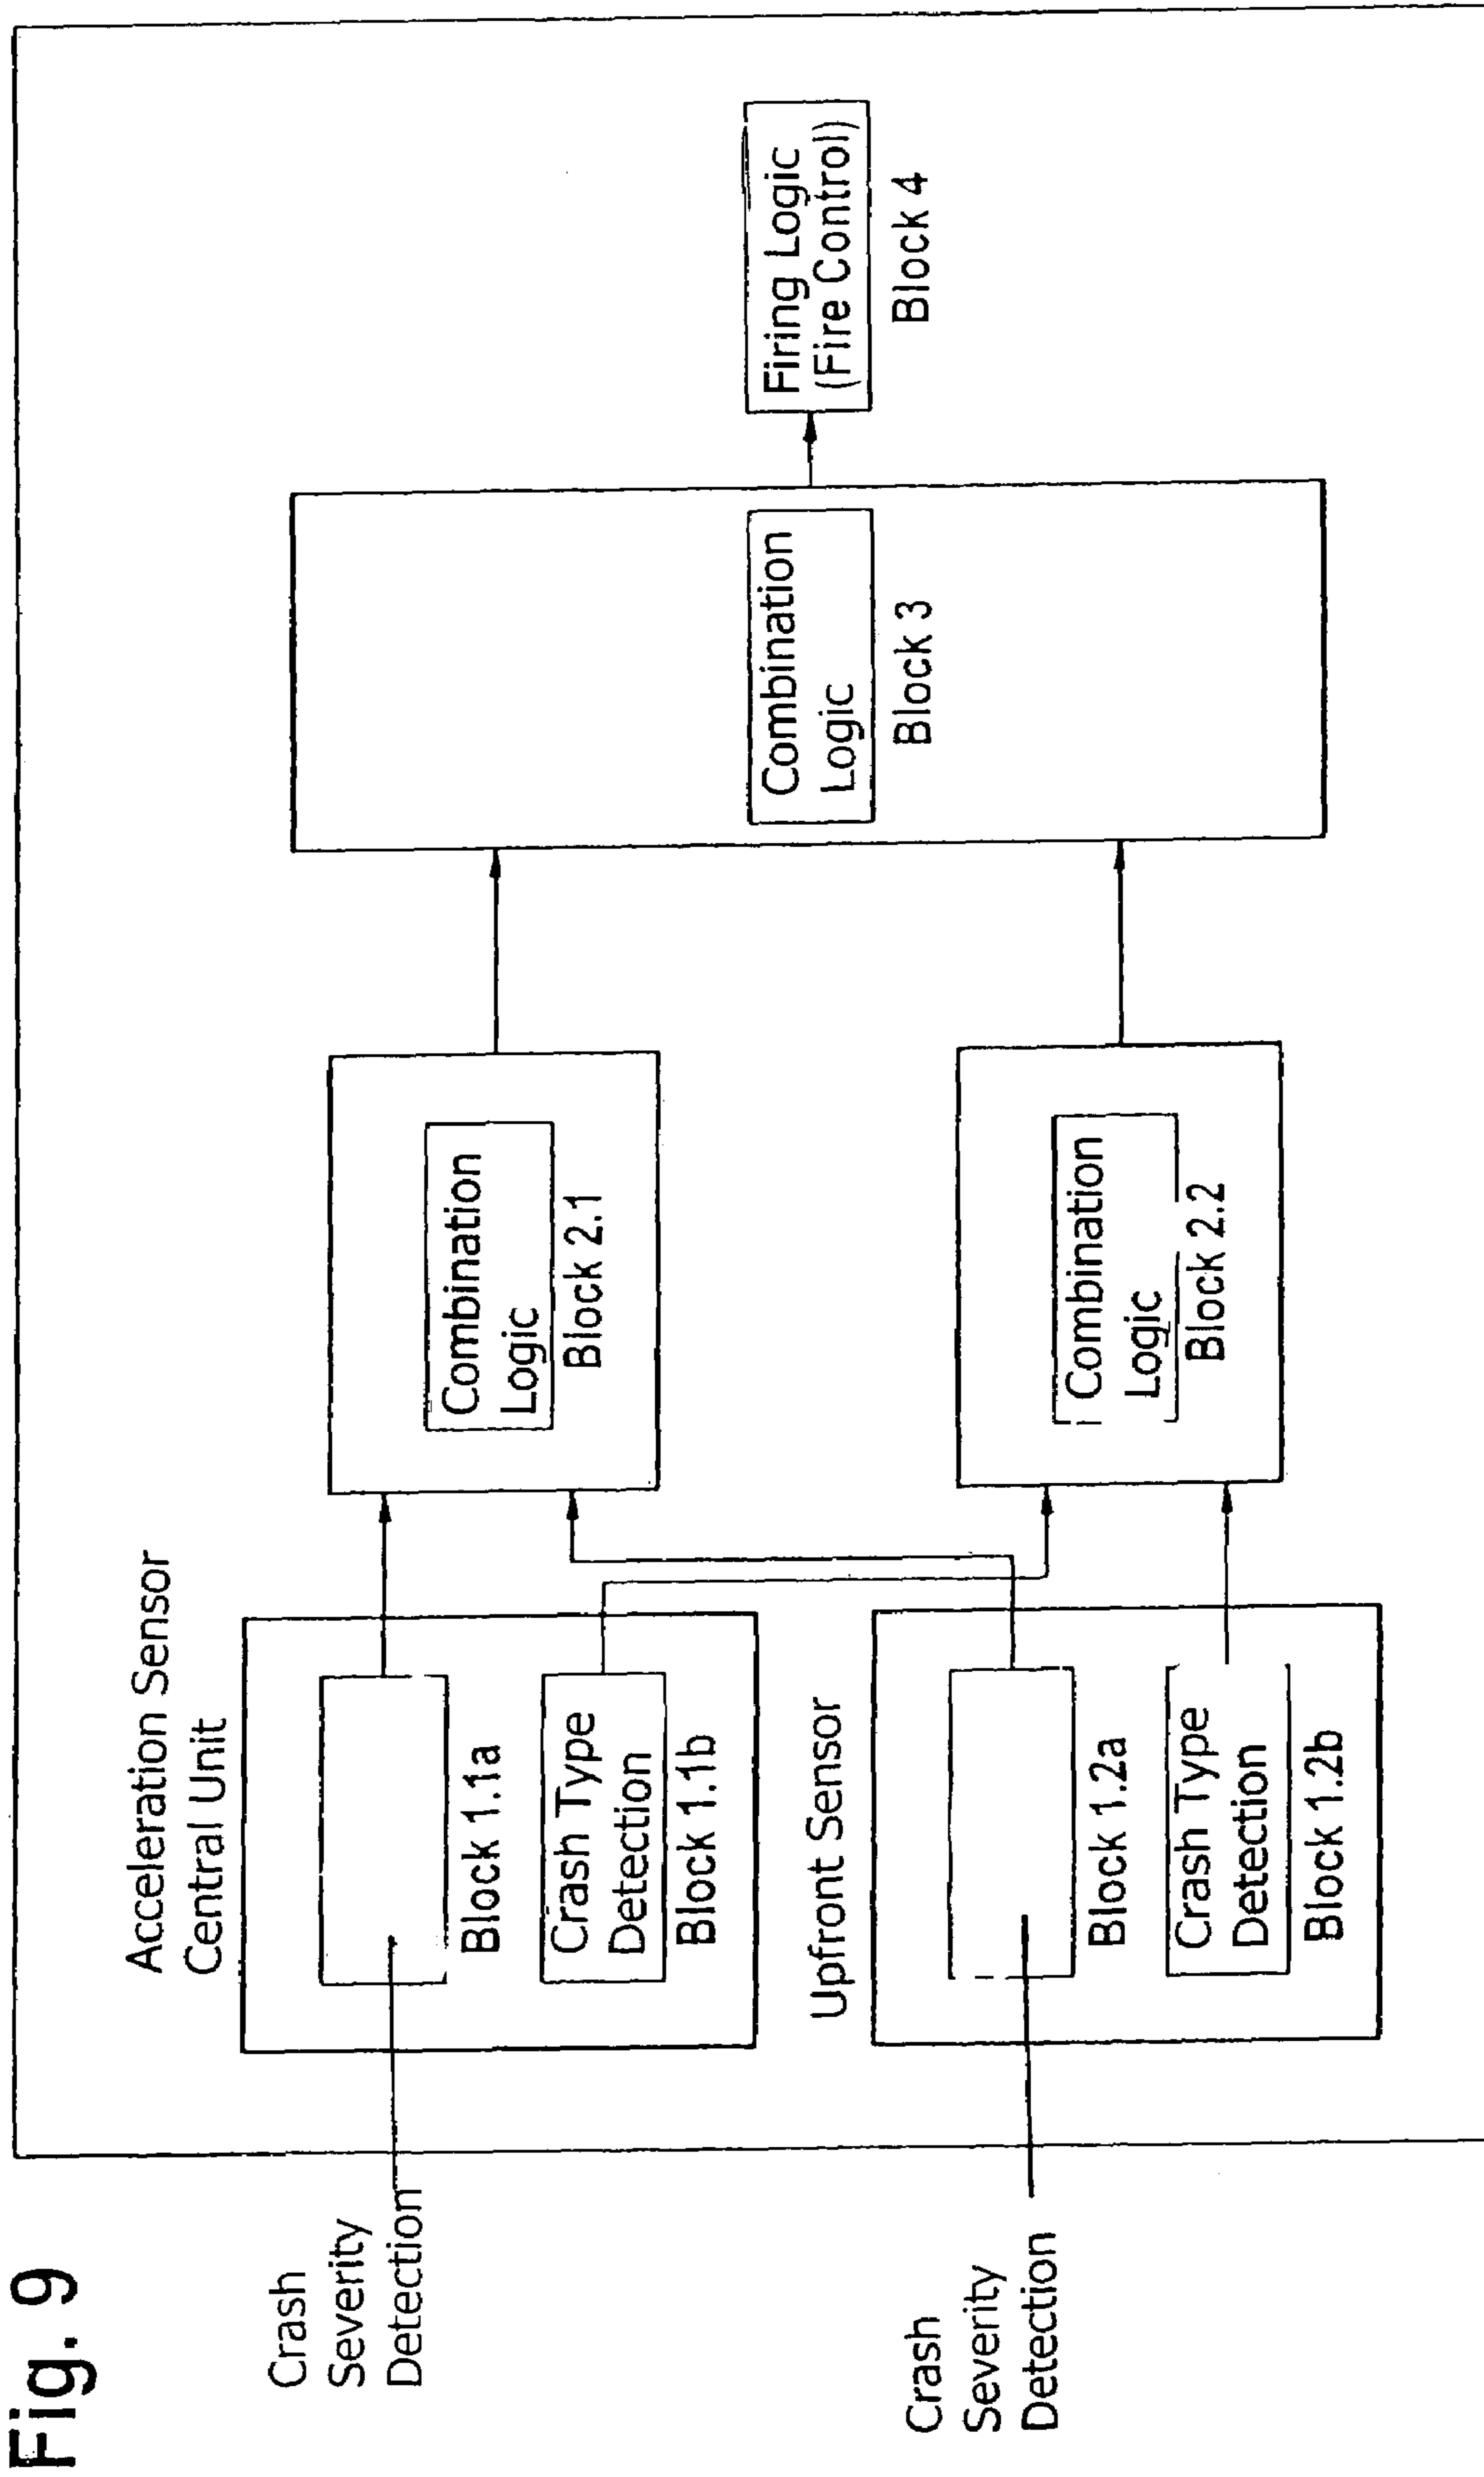 Fig. 9
Crash
Severity
Detection
Acceleration Sensor
Central Unit
Block 1.1a
Crash Type
Detection
Block 1.1b
Crash
Severity
Detection
Upfront Sensor
Block 1.2a
Crash Type
Detection
Block 1.2b
Combination
Logic
Block 2.1
Combination
Logic
Block 2.2
Combination
Logic
Block 3
Firing Logic
(Fire Control)
Block 4